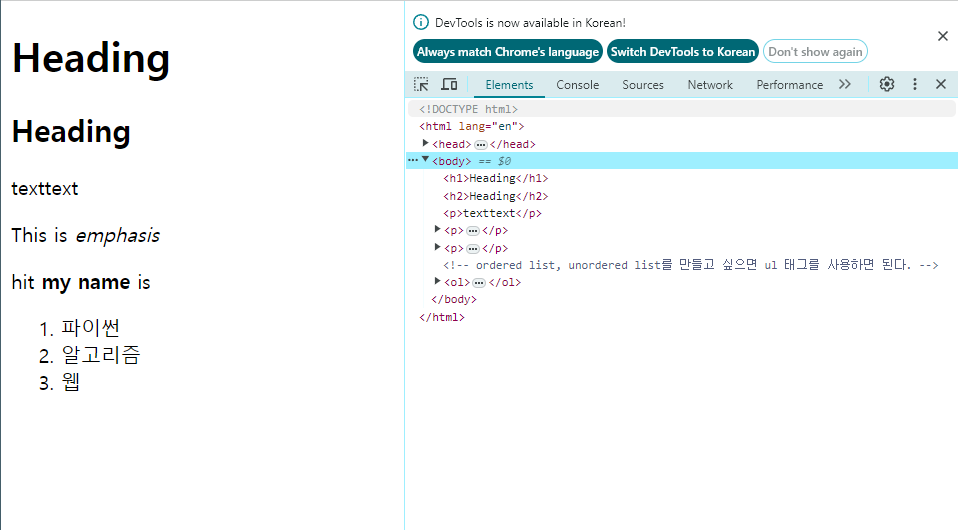 Heading
Heading
texttext
This is emphasis
hit my name is
1. 파이썬
2. 알고리즘
3. 웹
DevTools is now available in Korean!
Always match Chrome's language Switch DevTools to Korean Don't show again
Elements Console Sources Network Performance
<!DOCTYPE html>
<html lang="en">
<head> ••• </head>
••• <body> == $0
<h1>Heading</h1>
<h2>Heading</h2>
<p>texttext</p>
<p> ••• </p>
<p> ••• </p>
<!-- ordered list, unordered list를 만들고 싶으면 ul 태그를 사용하면 된다. -->
<ol> ••• </ol>
</body>
</html>